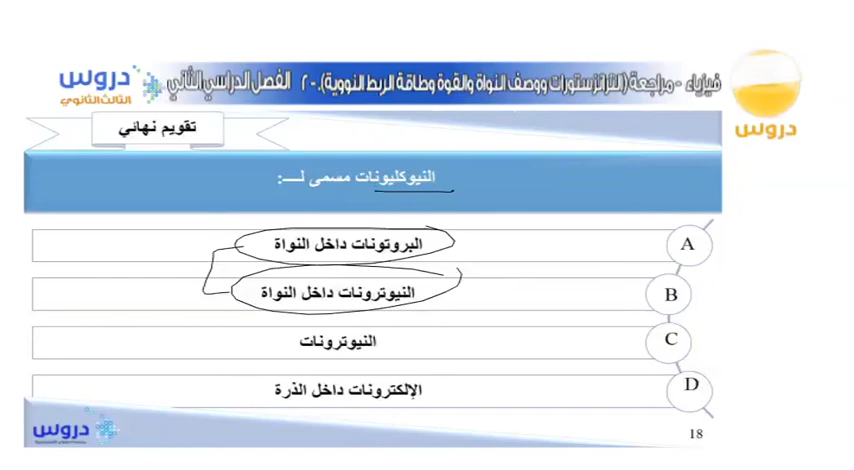 فيزياء - مراجعة (الترانزستورات ووصف النواة والقوة وطاقة الربط النووية). -٢ الفصل الدراسي الثاني
دروس
الثالث الثانوي
دروس
تقويم نهائي
النيوكليونات مسمى لـــ:
A البروتونات داخل النواة
B النيوترونات داخل النواة
C النيوترونات
D الإلكترونات داخل الذرة
دروس
18